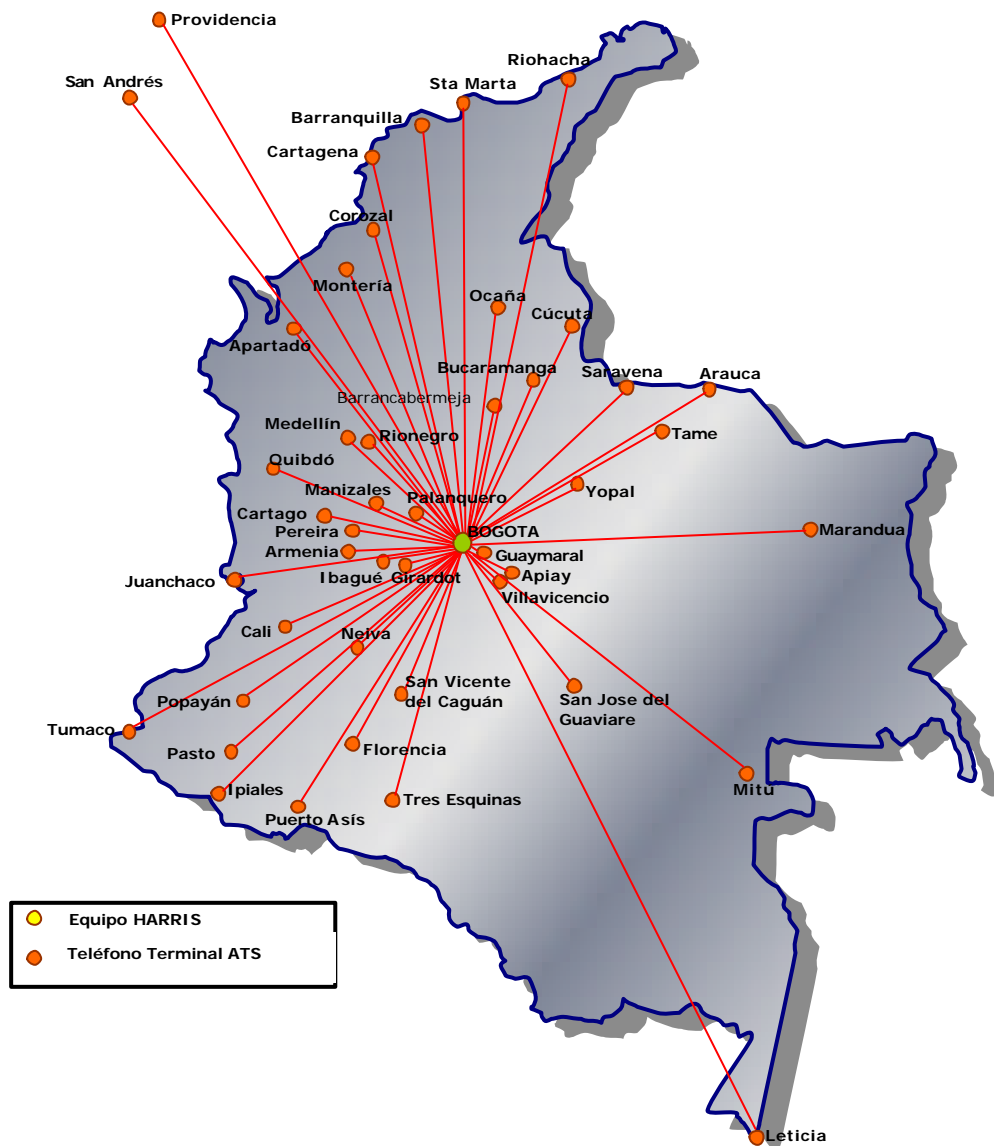 Providencia
San Andrés
Riohacha
Sta Marta
Barranquilla
Cartagena
Corozal
Montería
Ocaña
Cúcuta
Apartadó
Bucaramanga
Saravena
Arauca
Barrancabermeja
Medellín
Rionegro
Tame
Quibdó
Manizales
Palanquero
Yopal
Cartago
Pereira
BOGOTA
Marandua
Armenia
Guaymaral
Juanchaco
Ibagué
Girardot
Apiay
Villavicencio
Cali
Neiva
San Vicente
del Caguán
San Jose del
Guaviare
Popayán
Tumaco
Pasto
Florencia
Mitú
Ipiales
Tres Esquinas
Puerto Asís
Equipo HARRIS
Teléfono Terminal ATS
Leticia